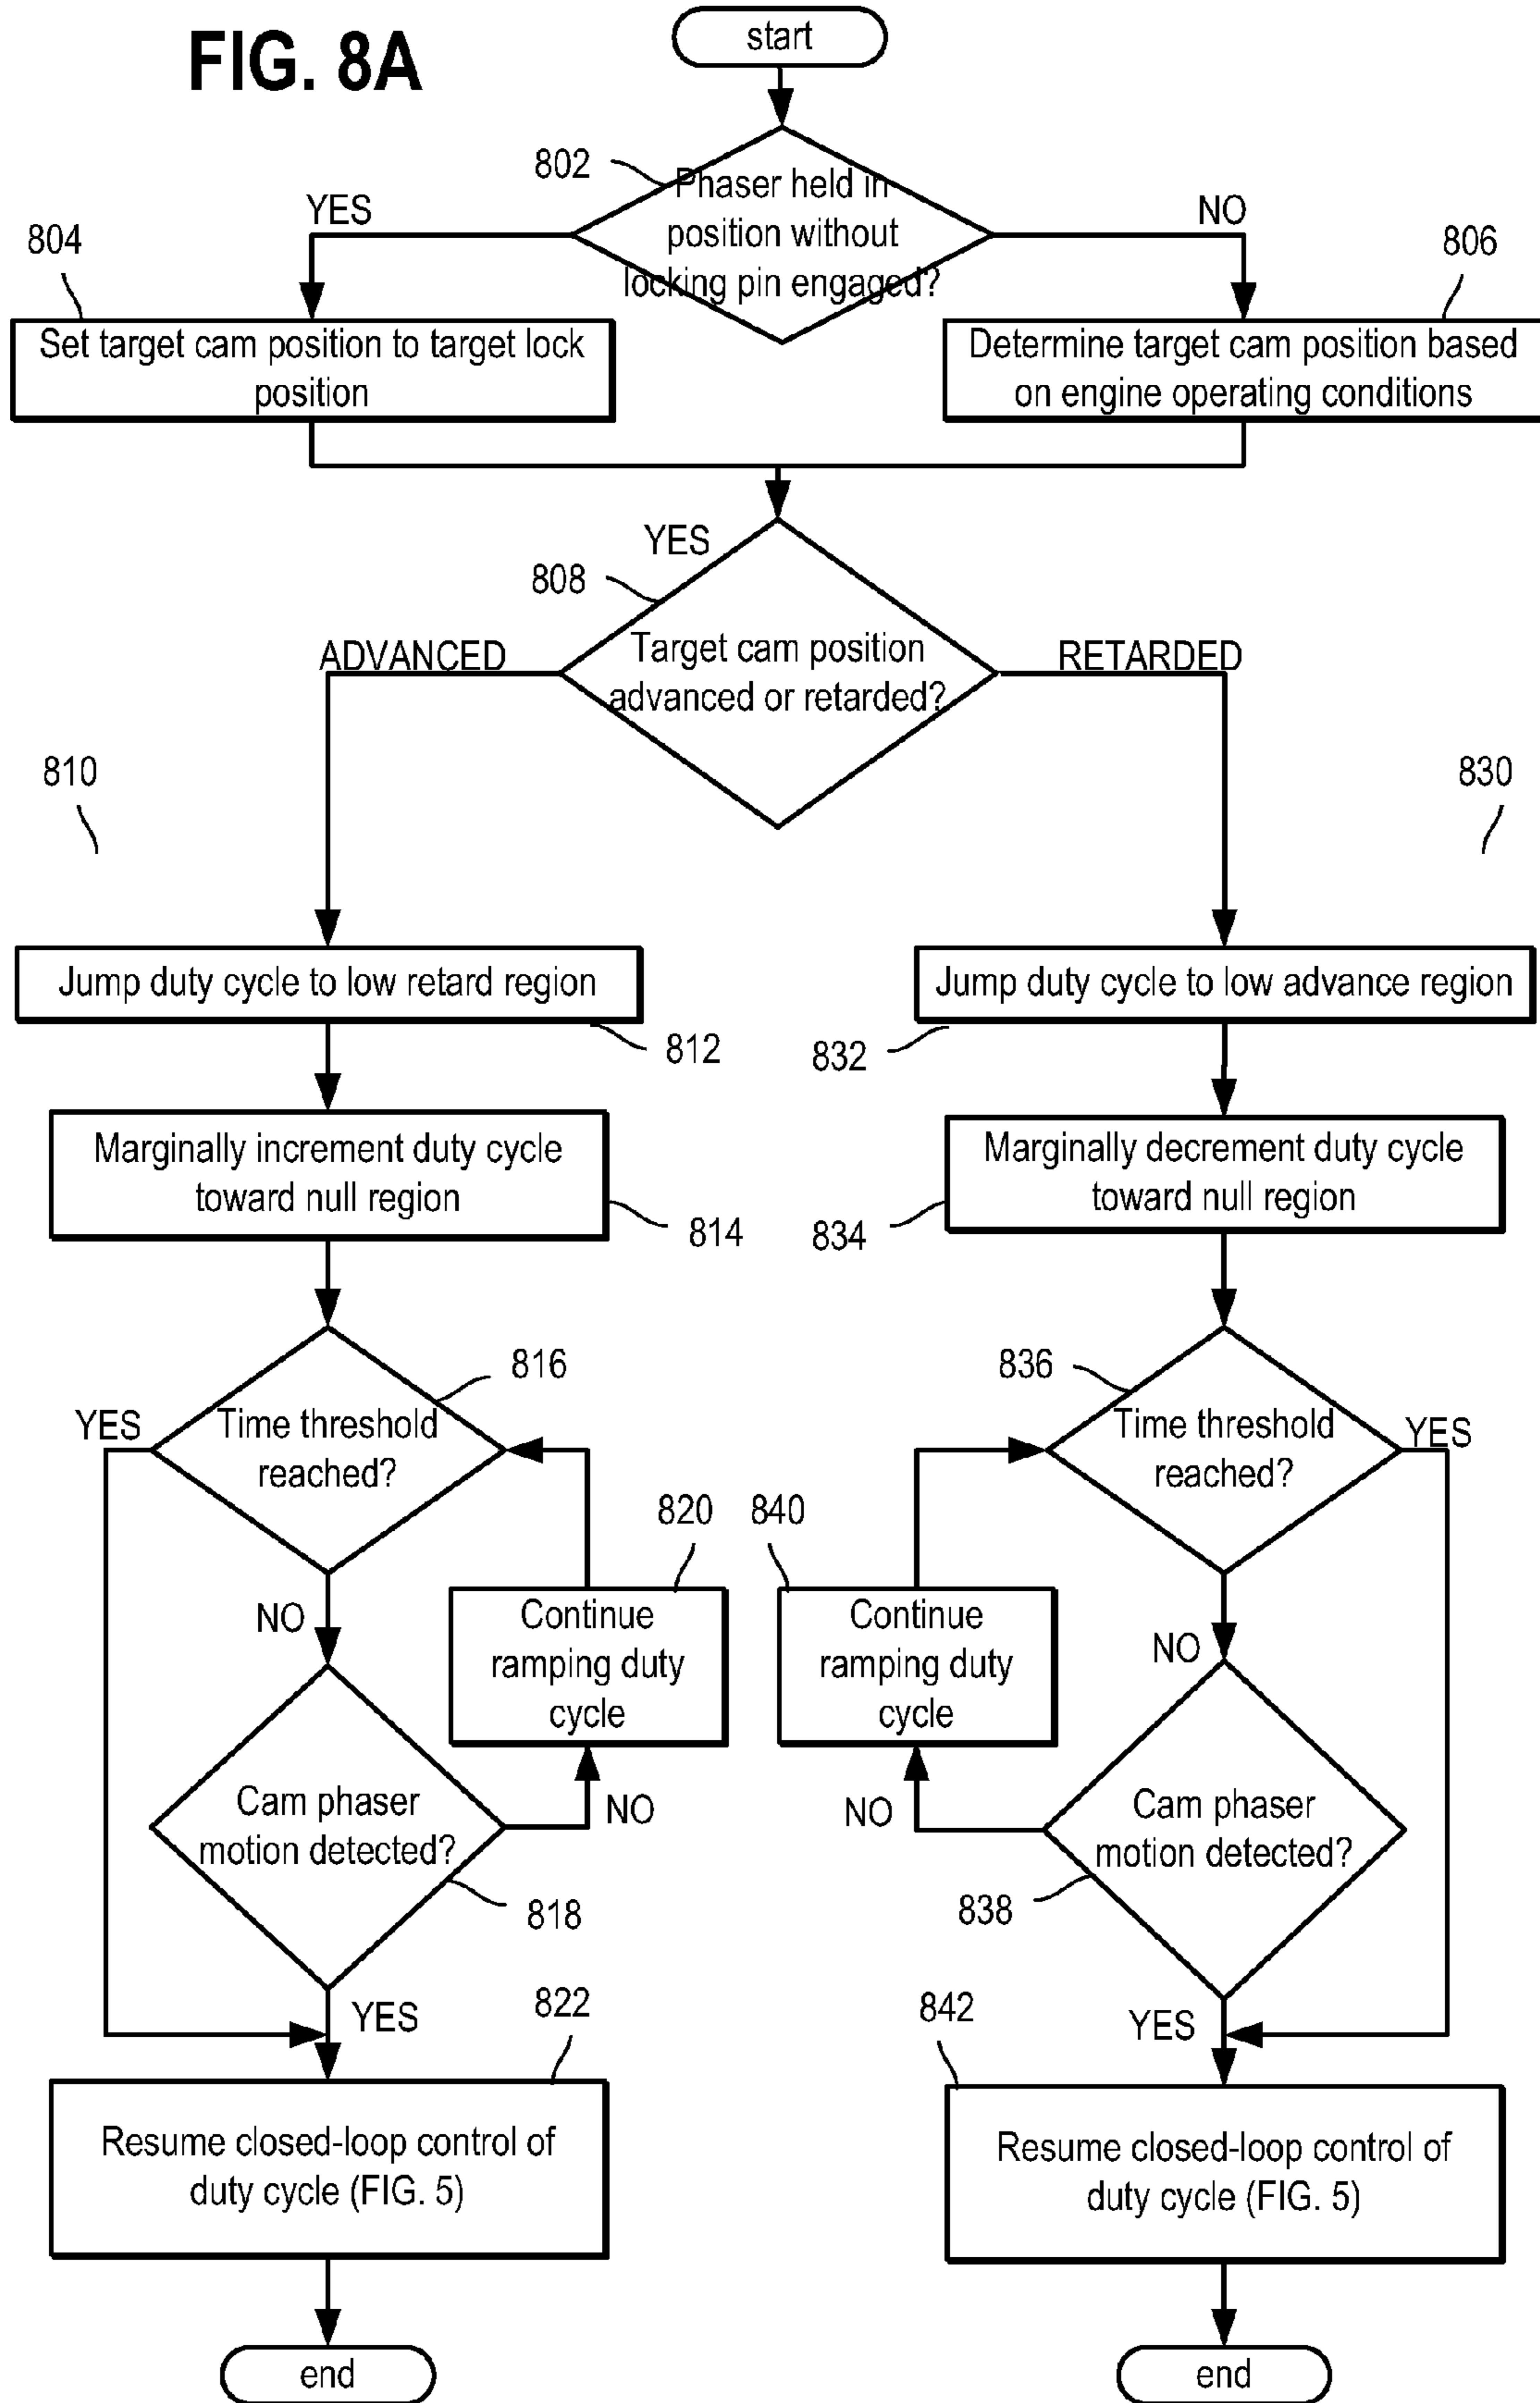 FIG. 8A
start
802
Phaser held in
position without
locking pin engaged?
YES
NO
804
806
Set target cam position to target lock
position
Determine target cam position based
on engine operating conditions
YES
808
Target cam position
advanced or retarded?
ADVANCED
RETARDED
810
830
Jump duty cycle to low retard region
Jump duty cycle to low advance region
812
832
Marginally increment duty cycle
toward null region
Marginally decrement duty cycle
toward null region
814
834
816
836
YES
Time threshold
reached?
Time threshold
reached?
YES
820
840
NO
Continue
ramping duty
cycle
Continue
ramping duty
cycle
NO
Cam phaser
motion detected?
NO
NO
Cam phaser
motion detected?
818
838
YES
822
842
YES
Resume closed-loop control of
duty cycle (FIG. 5)
Resume closed-loop control of
duty cycle (FIG. 5)
end
end